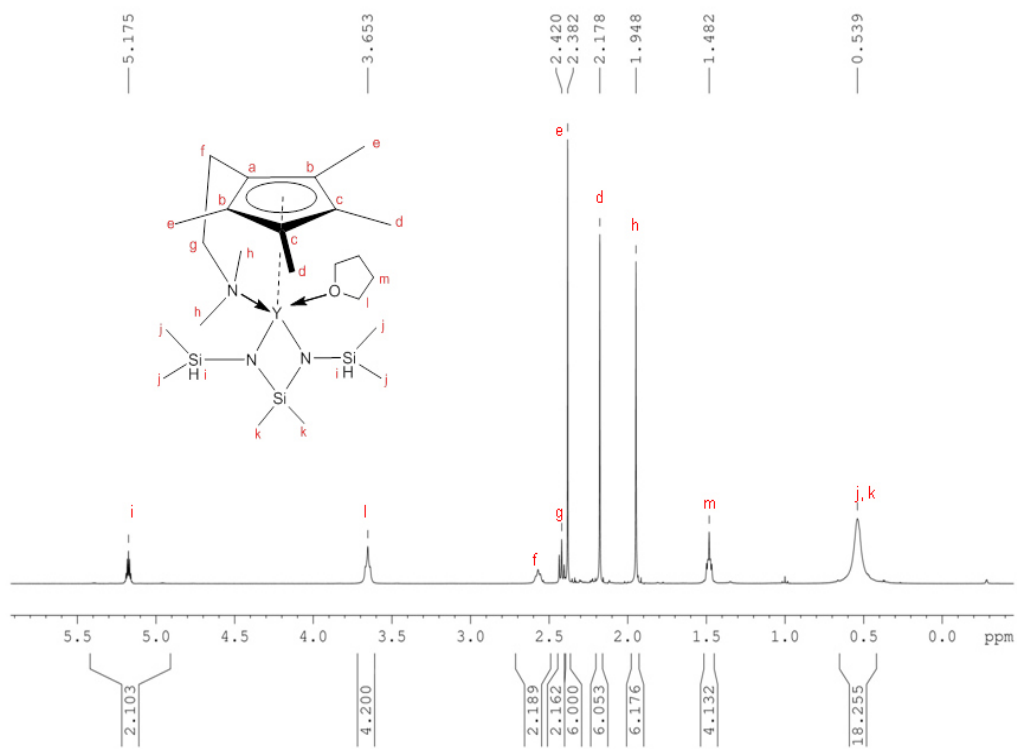 5.175
3.653
2.420
2.382
2.178
1.948
1.482
0.539
f
e
a
b
b
c
e
d
g
h
c
d
m
N
O
l
h
Y
j
j
Si
N
N
Si
H
i
i
H
j
j
Si
k
k
i
l
f
g
e
d
h
m
j, k
5.5
5.0
4.5
4.0
3.5
3.0
2.5
2.0
1.5
1.0
0.5
0.0
ppm
2.103
4.200
2.189
2.162
6.000
6.053
6.176
4.132
18.255